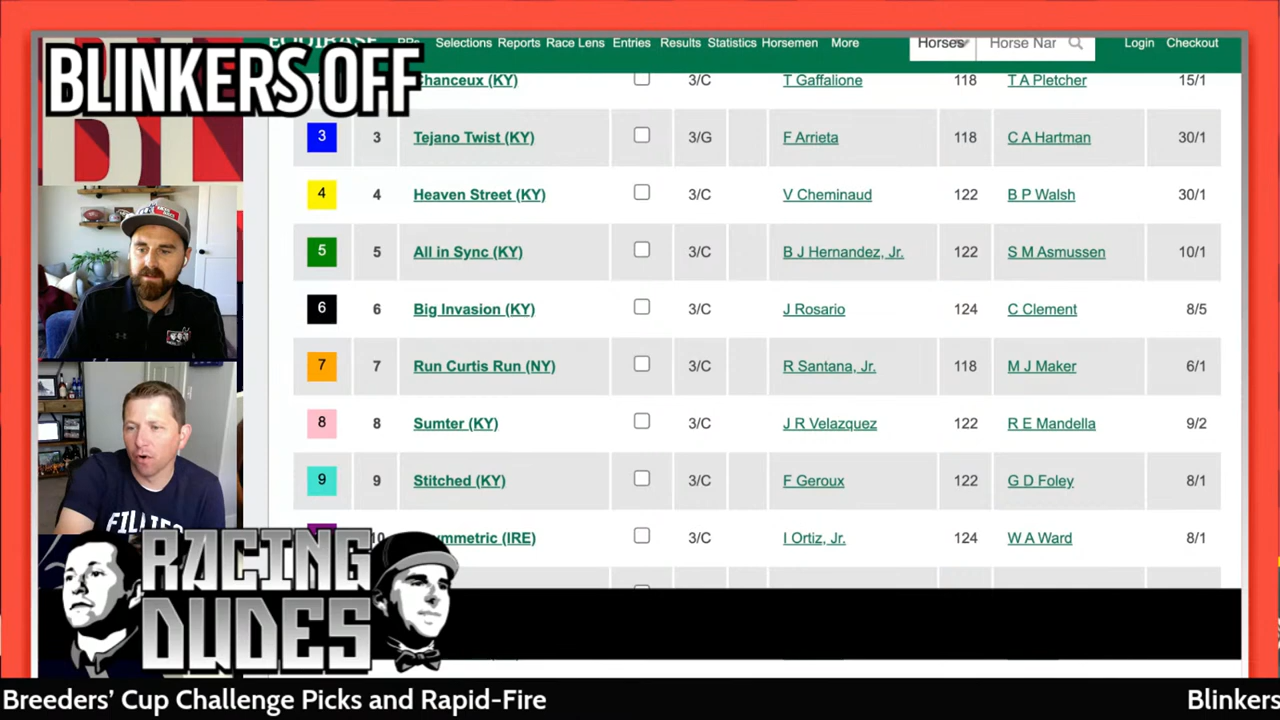 EQUIBASE PPs Selections Reports Race Lens Entries Results Statistics Horsemen More Horses Horse Nar Login Checkout
BLINKERS OFF
Chanceux (KY) 3/C T Gaffalione 118 T A Pletcher 15/1
3 3 Tejano Twist (KY) 3/G F Arrieta 118 C A Hartman 30/1
4 4 Heaven Street (KY) 3/C V Cheminaud 122 B P Walsh 30/1
5 5 All in Sync (KY) 3/C B J Hernandez, Jr. 122 S M Asmussen 10/1
6 6 Big Invasion (KY) 3/C J Rosario 124 C Clement 8/5
7 7 Run Curtis Run (NY) 3/C R Santana, Jr. 118 M J Maker 6/1
8 8 Sumter (KY) 3/C J R Velazquez 122 R E Mandella 9/2
9 9 Stitched (KY) 3/C F Geroux 122 G D Foley 8/1
FILLIES
10 ymmetric (IRE) 3/C I Ortiz, Jr. 124 W A Ward 8/1
RACING
DUDES
Breeders' Cup Challenge Picks and Rapid-Fire Blinkers